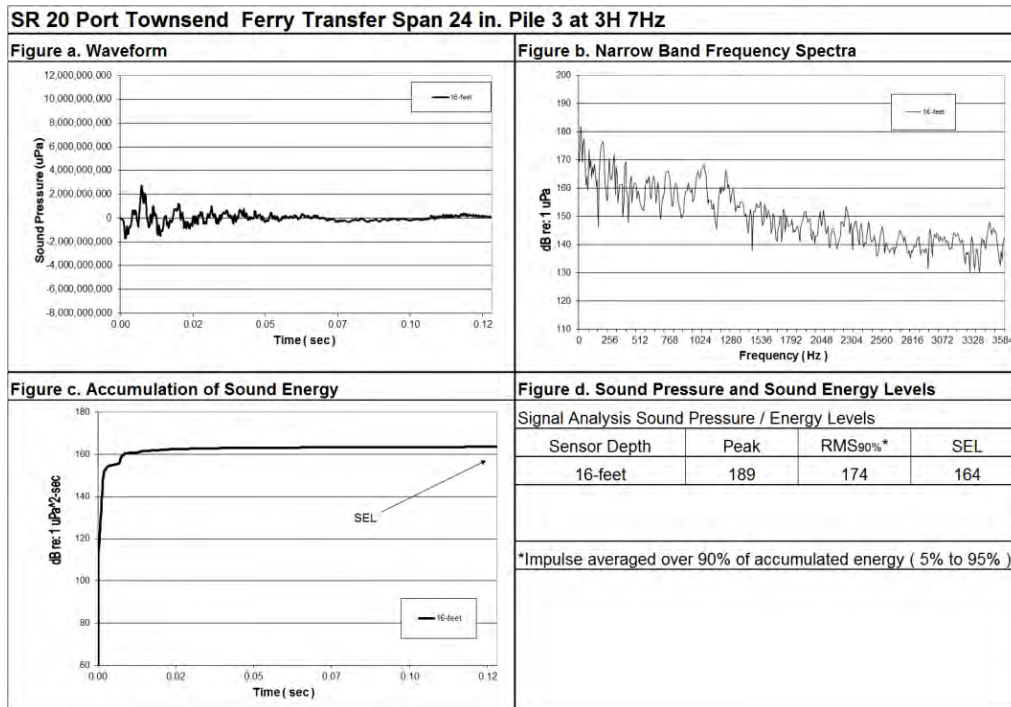 SR 20 Port Townsend Ferry Transfer Span 24 in. Pile 3 at 3H 7Hz
Figure a. Waveform
12,000,000,000
10,000,000,000
8,000,000,000
6,000,000,000
4,000,000,000
2,000,000,000
0
-2,000,000,000
-4,000,000,000
-6,000,000,000
-8,000,000,000
Sound Pressure (uPa)
16-feet
0.00 0.02 0.05 0.07 0.10 0.12
Time ( sec )
Figure b. Narrow Band Frequency Spectra
200
190
180
170
160
150
140
130
120
110
dB re: 1 uPa
16-feet
0 256 512 768 1024 1280 1536 1792 2048 2304 2560 2816 3072 3328 3584
Frequency ( Hz )
Figure c. Accumulation of Sound Energy
180
160
140
120
100
80
60
dB re: 1 uPa^2-sec
SEL
16-feet
0.00 0.02 0.05 0.07 0.10 0.12
Time ( sec )
Figure d. Sound Pressure and Sound Energy Levels
Signal Analysis Sound Pressure / Energy Levels
Sensor Depth Peak RMS90%* SEL
16-feet 189 174 164
*Impulse averaged over 90% of accumulated energy ( 5% to 95% )